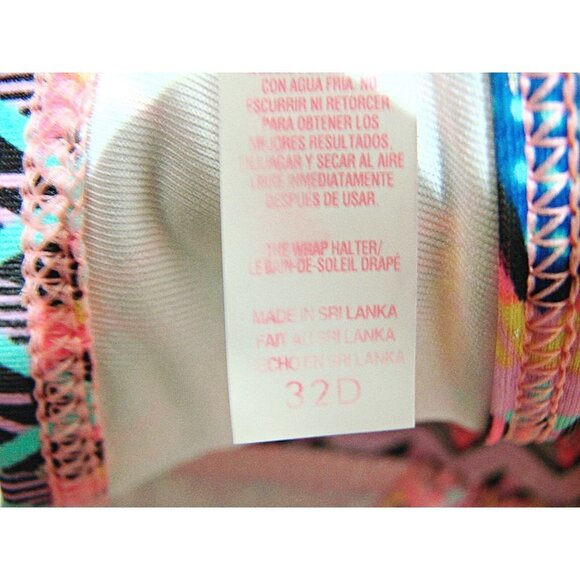 CON AGUA FRIA. NO
ESCURRIR NI RETORCER
PARA OBTENER LOS
MEJORES RESULTADOS,
ENJUAGAR Y SECAR AL AIRE
LIBRE INMEDIATAMENTE
DESPUES DE USAR.
THE WRAP HALTER/
LE BAIN-DE-SOLEIL DRAPÉ
MADE IN SRI LANKA
FAIT AU SRI LANKA
ECHO EN SRI LANKA
32D